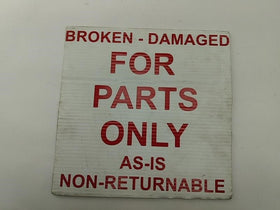 BROKEN - DAMAGED
FOR
PARTS
ONLY
AS-IS
NON-RETURNABLE